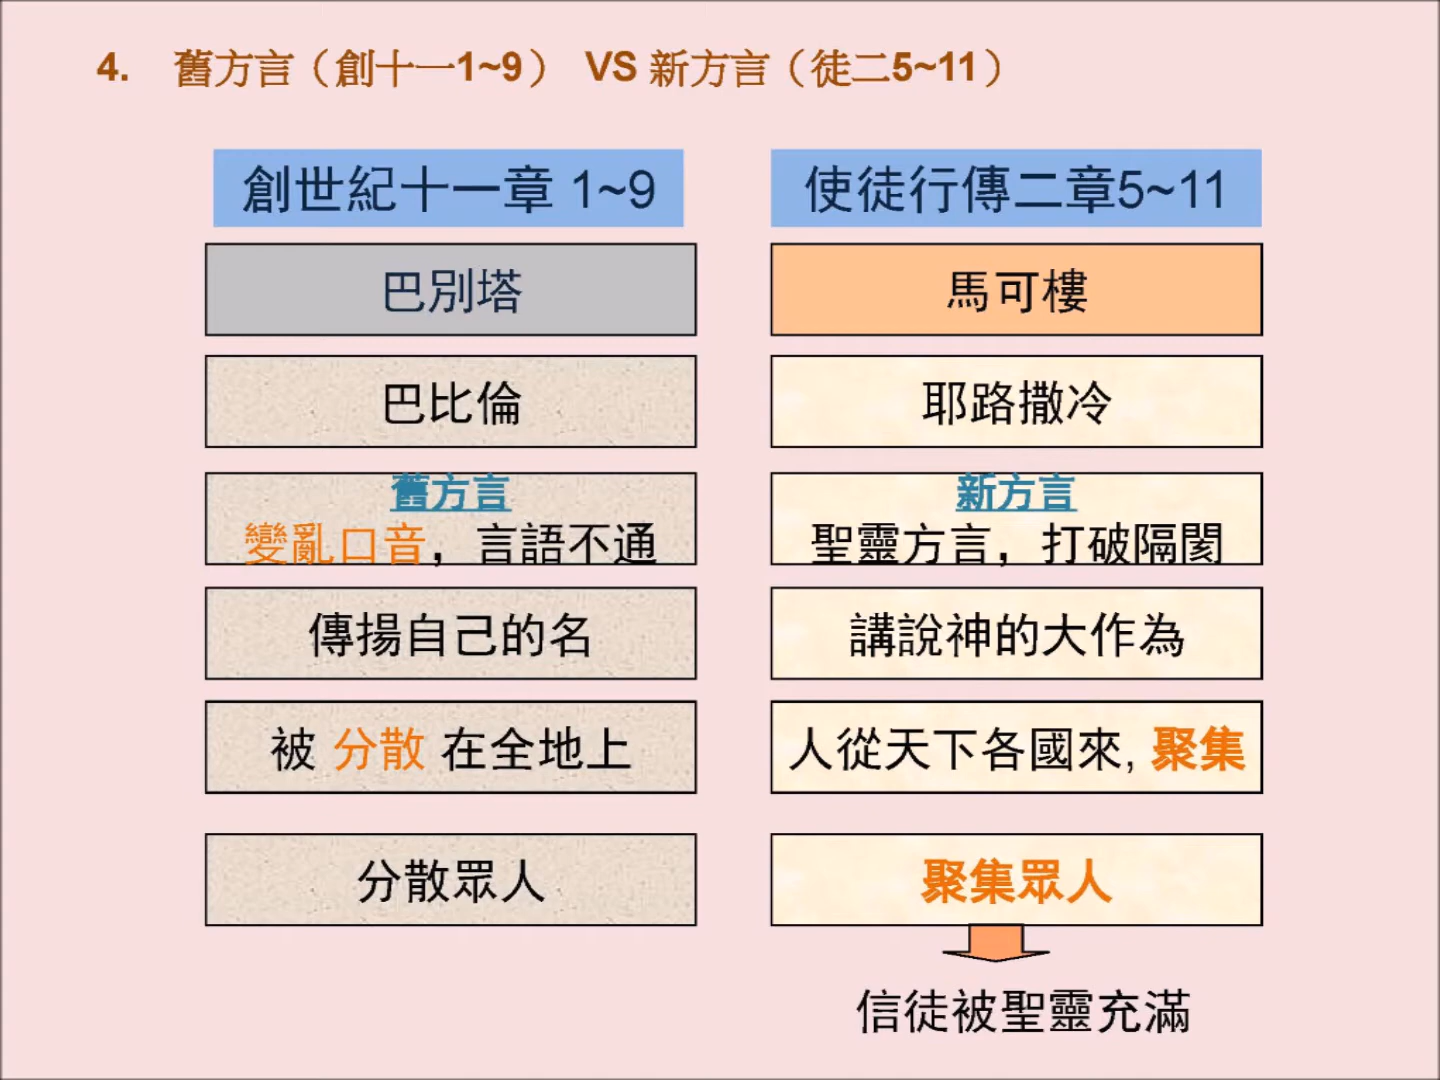 4. 舊方言（創十一1~9） VS 新方言（徒二5~11）
創世紀十一章 1~9
使徒行傳二章5~11
巴別塔
馬可樓
巴比倫
耶路撒冷
舊方言
變亂口音，言語不通
新方言
聖靈方言，打破隔閡
傳揚自己的名
講說神的大作為
被 分散 在全地上
人從天下各國來, 聚集
分散眾人
聚集眾人
信徒被聖靈充滿